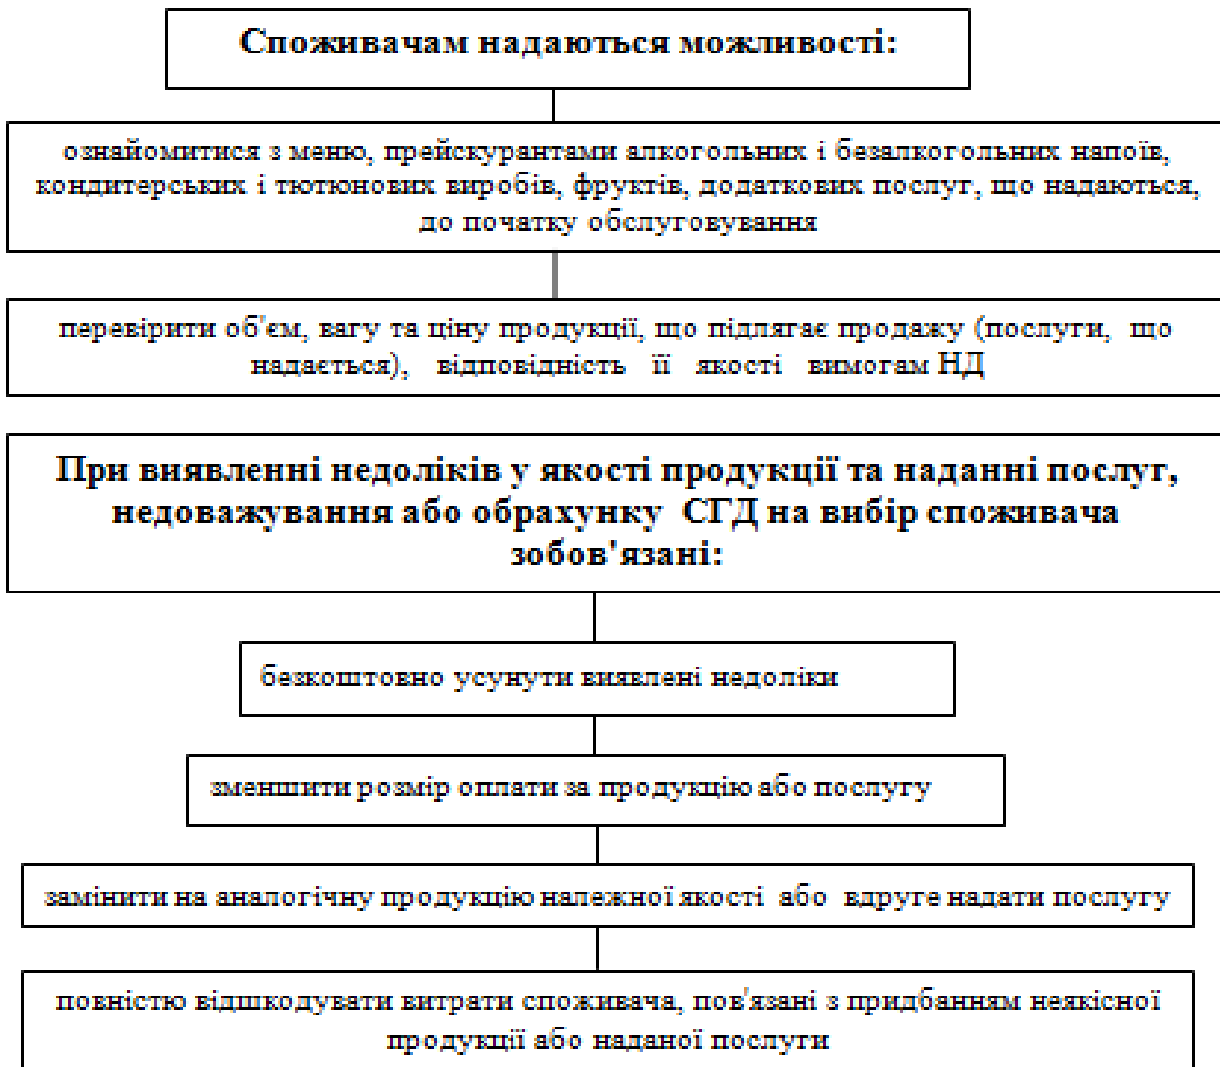 Споживачам надаються можливості:
ознайомитися з меню, прейскурантами алкогольних і безалкогольних напоїв,
кондитерських і тютюнових виробів, фруктів, додаткових послуг, що надаються,
до початку обслуговування
перевірити об'єм, вагу та ціну продукції, що підлягає продажу (послуги, що
надається), відповідність її якості вимогам НД
При виявленні недоліків у якості продукції та наданні послуг,
недоважування або обрахунку СГД на вибір споживача
зобов'язані:
безкоштовно усунути виявлені недоліки
зменшити розмір оплати за продукцію або послугу
замінити на аналогічну продукцію належної якості або вдруге надати послугу
повністю відшкодувати витрати споживача, пов'язані з придбанням неякісної
продукції або наданої послуги